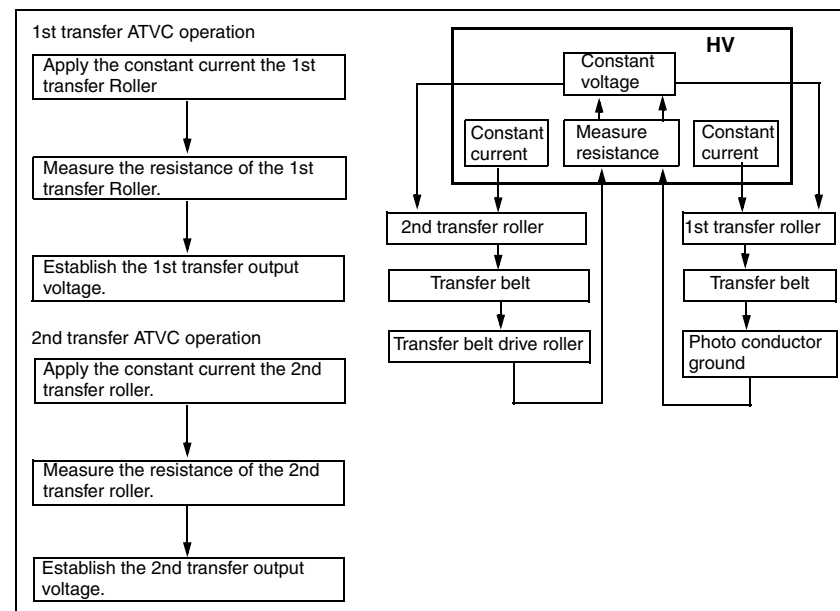 1st transfer ATVC operation
Apply the constant current the 1st
transfer Roller
Measure the resistance of the 1st
transfer Roller.
Establish the 1st transfer output
voltage.
2nd transfer ATVC operation
Apply the constant current the 2nd
transfer roller.
Measure the resistance of the 2nd
transfer roller.
Establish the 2nd transfer output
voltage.
HV
Constant
voltage
Constant
current
Measure
resistance
Constant
current
2nd transfer roller
1st transfer roller
Transfer belt
Transfer belt
Transfer belt drive roller
Photo conductor
ground